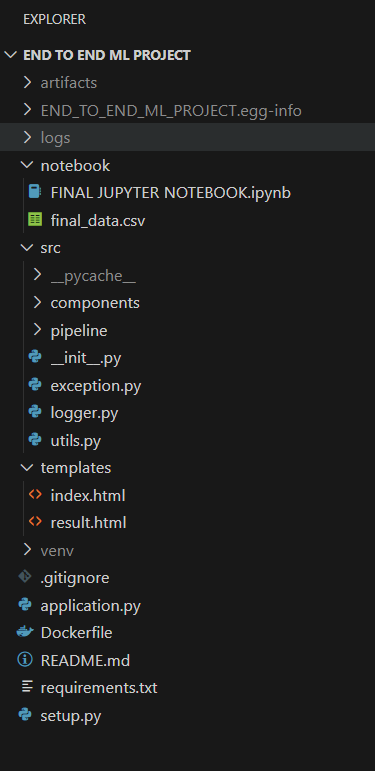 EXPLORER
END TO END ML PROJECT
artifacts
END_TO_END_ML_PROJECT.egg-info
logs
notebook
FINAL JUPYTER NOTEBOOK.ipynb
final_data.csv
src
__pycache__
components
pipeline
__init__.py
exception.py
logger.py
utils.py
templates
index.html
result.html
venv
.gitignore
application.py
Dockerfile
README.md
requirements.txt
setup.py